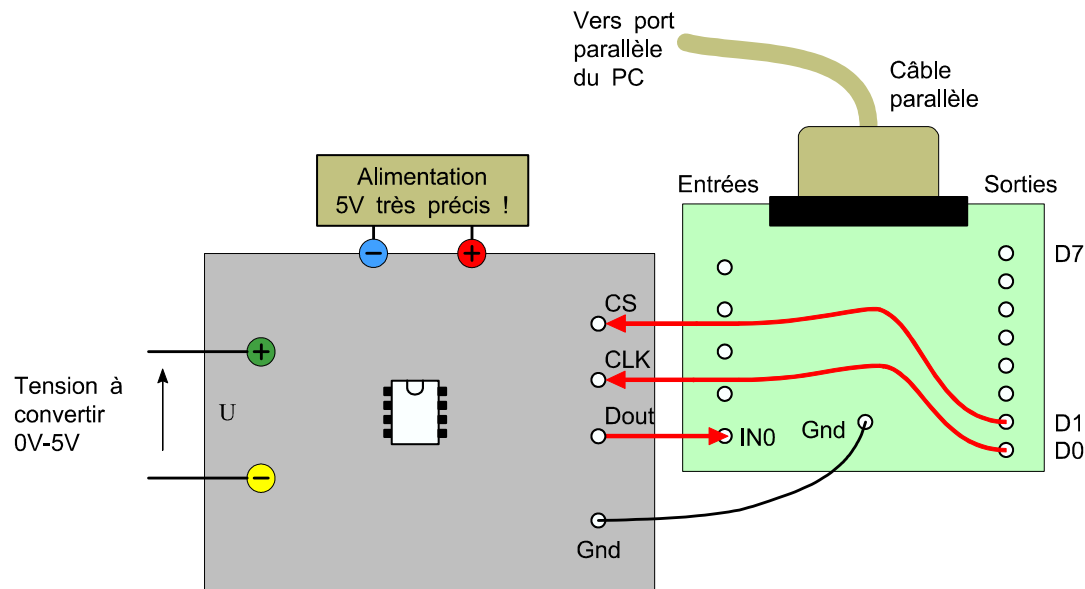 Vers port
parallèle
du PC
Câble
parallèle
Alimentation
5V très précis !
Entrées
Sorties
D7
CS
CLK
Dout
IN0
Gnd
D1
D0
Tension à
convertir
0V-5V
U
Gnd